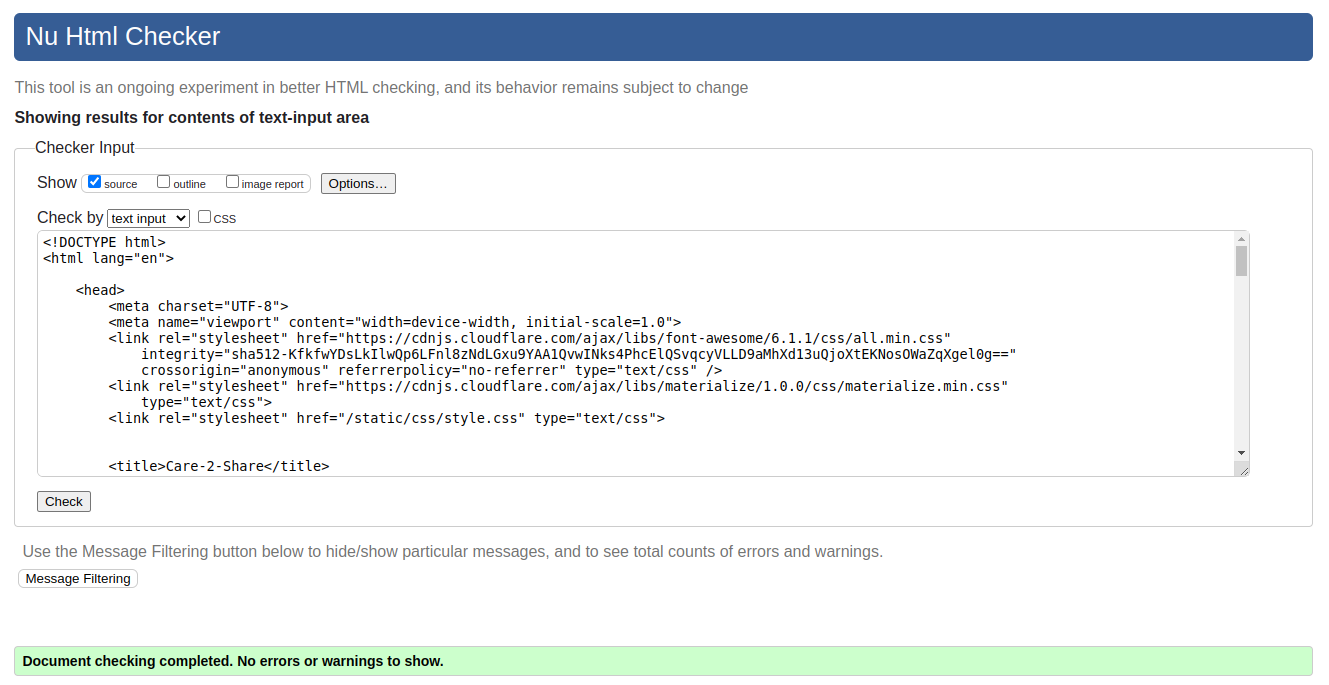 Nu Html Checker
This tool is an ongoing experiment in better HTML checking, and its behavior remains subject to change
Showing results for contents of text-input area
Checker Input
Show source outline image report Options...
Check by text input CSS
<!DOCTYPE html>
<html lang="en">
<head>
<meta charset="UTF-8">
<meta name="viewport" content="width=device-width, initial-scale=1.0">
<link rel="stylesheet" href="https://cdnjs.cloudflare.com/ajax/libs/font-awesome/6.1.1/css/all.min.css"
integrity="sha512-KfkfwYDsLkIlwQp6LFnl8zNdLGxu9YAA1QvwINks4PhcElQSvqcyVLLD9aMhXd13uQjoXtEKNosOWaZqXgel0g=="
crossorigin="anonymous" referrerpolicy="no-referrer" type="text/css" />
<link rel="stylesheet" href="https://cdnjs.cloudflare.com/ajax/libs/materialize/1.0.0/css/materialize.min.css"
type="text/css">
<link rel="stylesheet" href="/static/css/style.css" type="text/css">
<title>Care-2-Share</title>
Check
Use the Message Filtering button below to hide/show particular messages, and to see total counts of errors and warnings.
Message Filtering
Document checking completed. No errors or warnings to show.